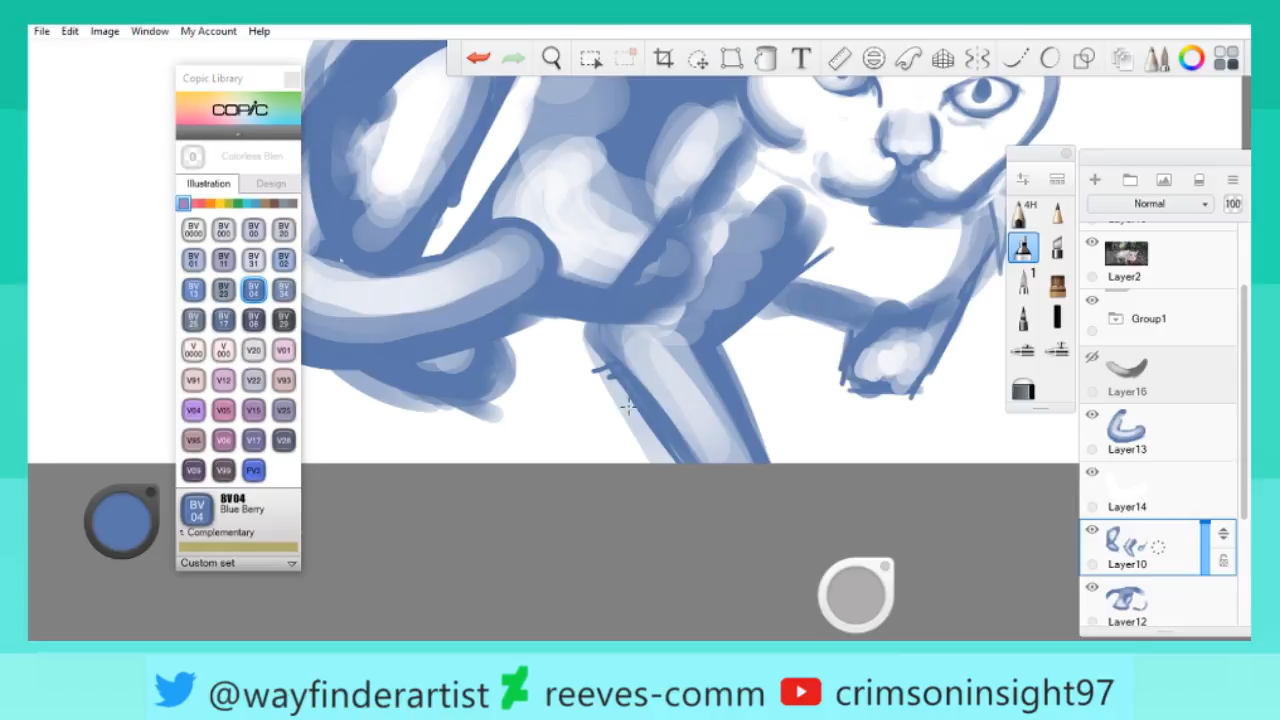 File Edit Image Window My Account Help
Copic Library
COPIC
0 Colorless Blen
Illustration Design
BV 0000 BV 000 BV 00 BV 20
BV 01 BV 11 BV 31 BV 02
BV 13 BV 23 BV 04 BV 34
BV 25 BV 17 BV 08 BV 29
V 0000 V 000 V20 V01
V91 V12 V22 V93
V04 V05 V15 V25
V95 V06 V17 V28
V09 V99 FV2
BV 04 BV04
Blue Berry
Complementary
Custom set
T
4H
1
Normal 100
Layer2
Group1
Layer16
Layer13
Layer14
Layer10
Layer12
@wayfinderartist reeves-comm crimsoninsight97